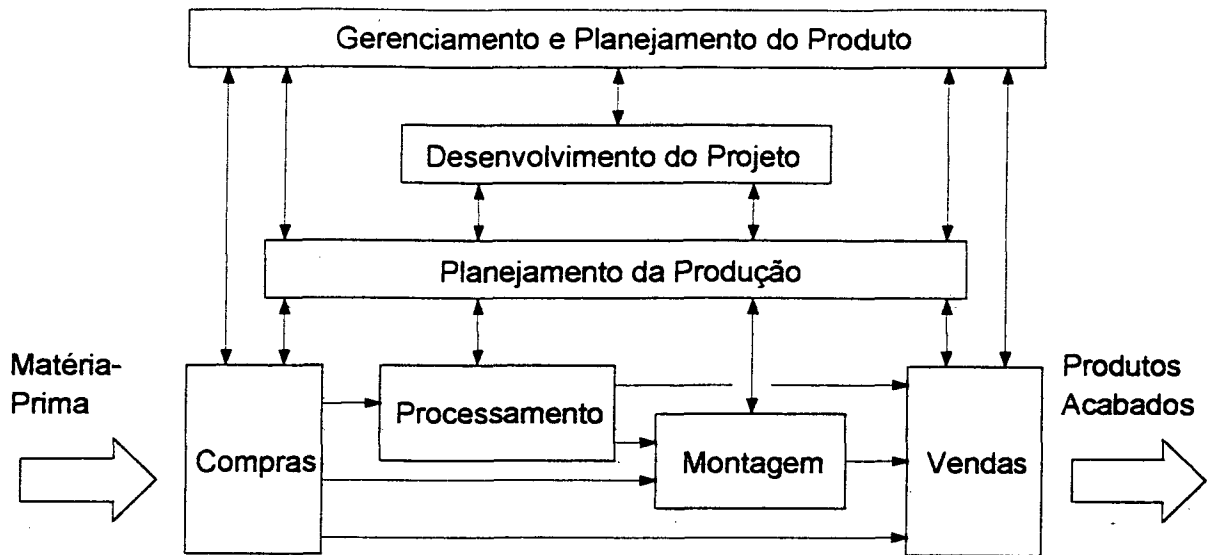 Gerenciamento e Planejamento do Produto
Desenvolvimento do Projeto
Planejamento da Produção
Matéria-
Prima
Compras
Processamento
Montagem
Vendas
Produtos
Acabados